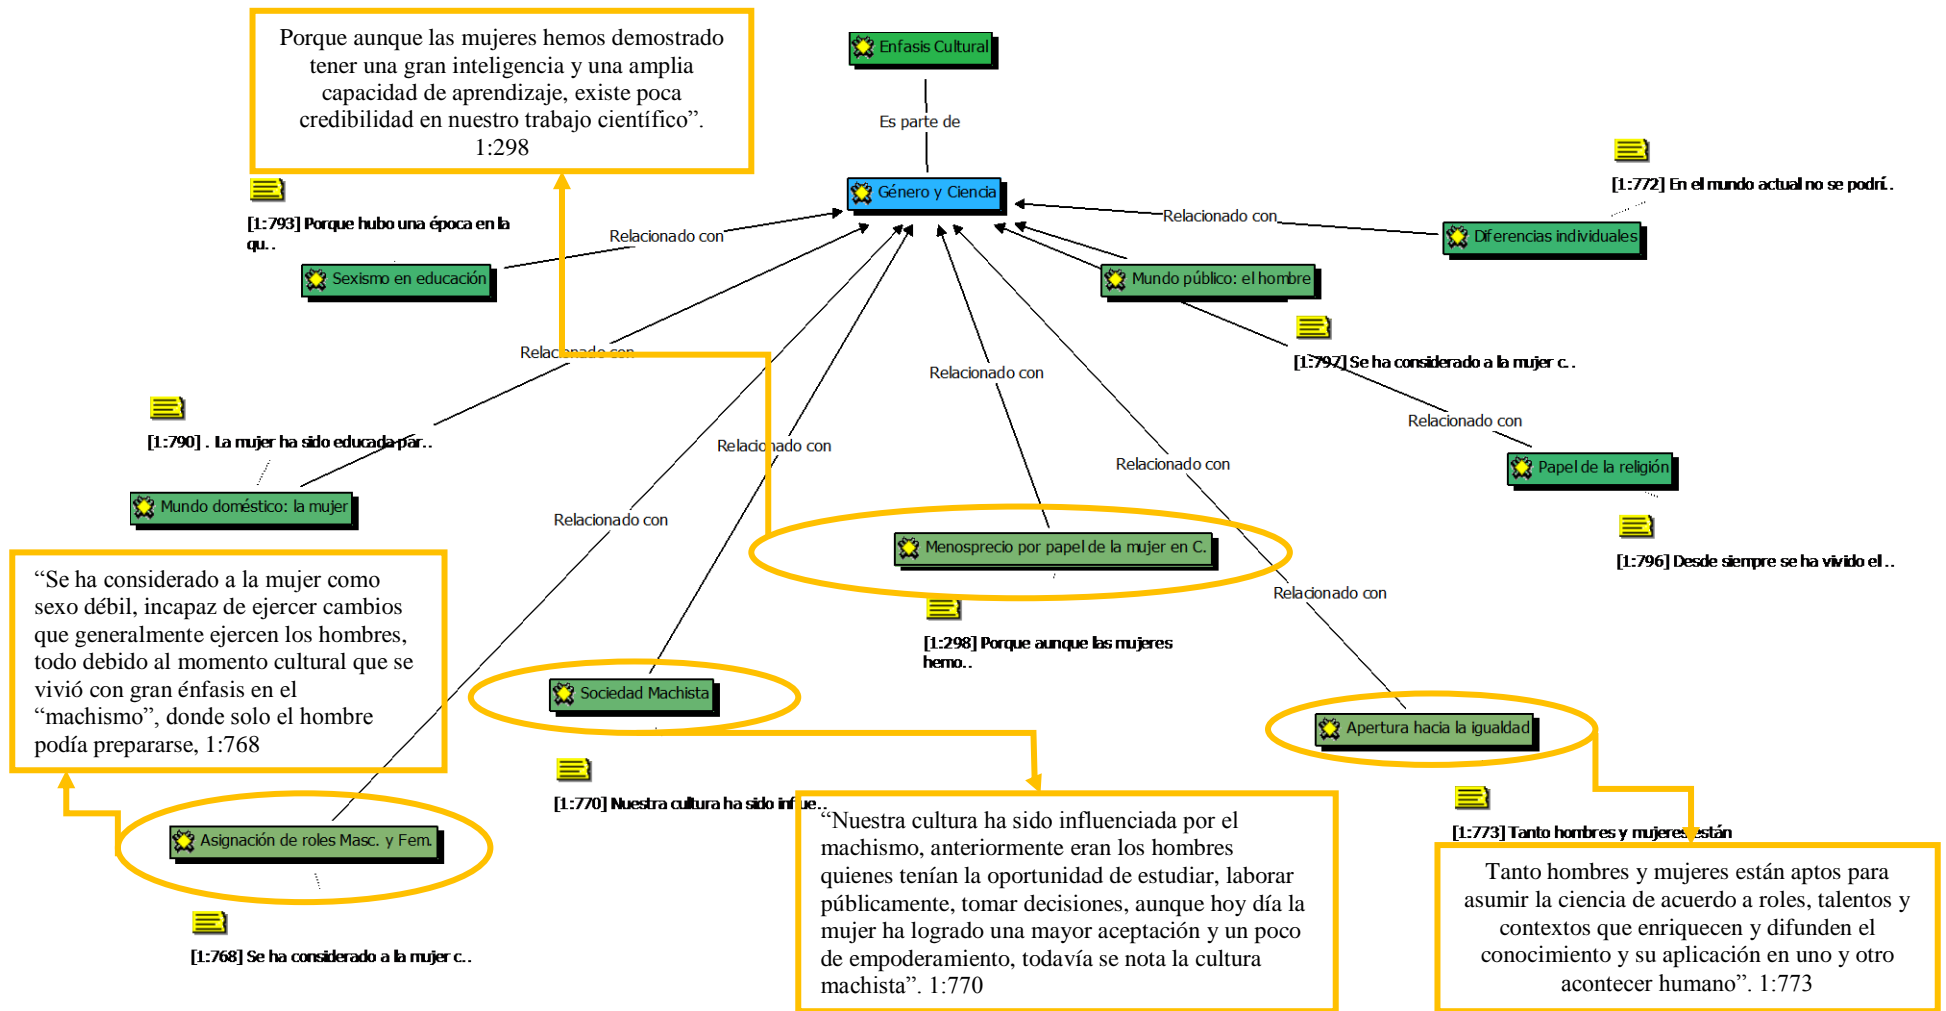 Porque aunque las mujeres hemos demostrado
tener una gran inteligencia y una amplia
capacidad de aprendizaje, existe poca
credibilidad en nuestro trabajo científico”.
1:298
Enfasis Cultural
Es parte de
Género y Ciencia
[1:772] En el mundo actual no se podrí..
Relacionado con
Diferencias individuales
[1:793] Porque hubo una época en la
qu..
Relacionado con
Sexismo en educación
Mundo público: el hombre
[1:797] Se ha considerado a la mujer c..
Relacionado con
Relacionado con
Relacionado con
Papel de la religión
[1:796] Desde siempre se ha vivido el ..
[1:790] . La mujer ha sido educada par..
Mundo doméstico: la mujer
Relacionado con
Relacionado con
Relacionado con
Relacionado con
Menosprecio por papel de la mujer en C.
[1:298] Porque aunque las mujeres
hemo..
“Se ha considerado a la mujer como
sexo débil, incapaz de ejercer cambios
que generalmente ejercen los hombres,
todo debido al momento cultural que se
vivió con gran énfasis en el
“machismo”, donde solo el hombre
podía prepararse, 1:768
Sociedad Machista
[1:770] Nuestra cultura ha sido influe..
Apertura hacia la igualdad
[1:773] Tanto hombres y mujeres están
Asignación de roles Masc. y Fem.
[1:768] Se ha considerado a la mujer c..
“Nuestra cultura ha sido influenciada por el
machismo, anteriormente eran los hombres
quienes tenían la oportunidad de estudiar, laborar
públicamente, tomar decisiones, aunque hoy día la
mujer ha logrado una mayor aceptación y un poco
de empoderamiento, todavía se nota la cultura
machista”. 1:770
Tanto hombres y mujeres están aptos para
asumir la ciencia de acuerdo a roles, talentos y
contextos que enriquecen y difunden el
conocimiento y su aplicación en uno y otro
acontecer humano”. 1:773